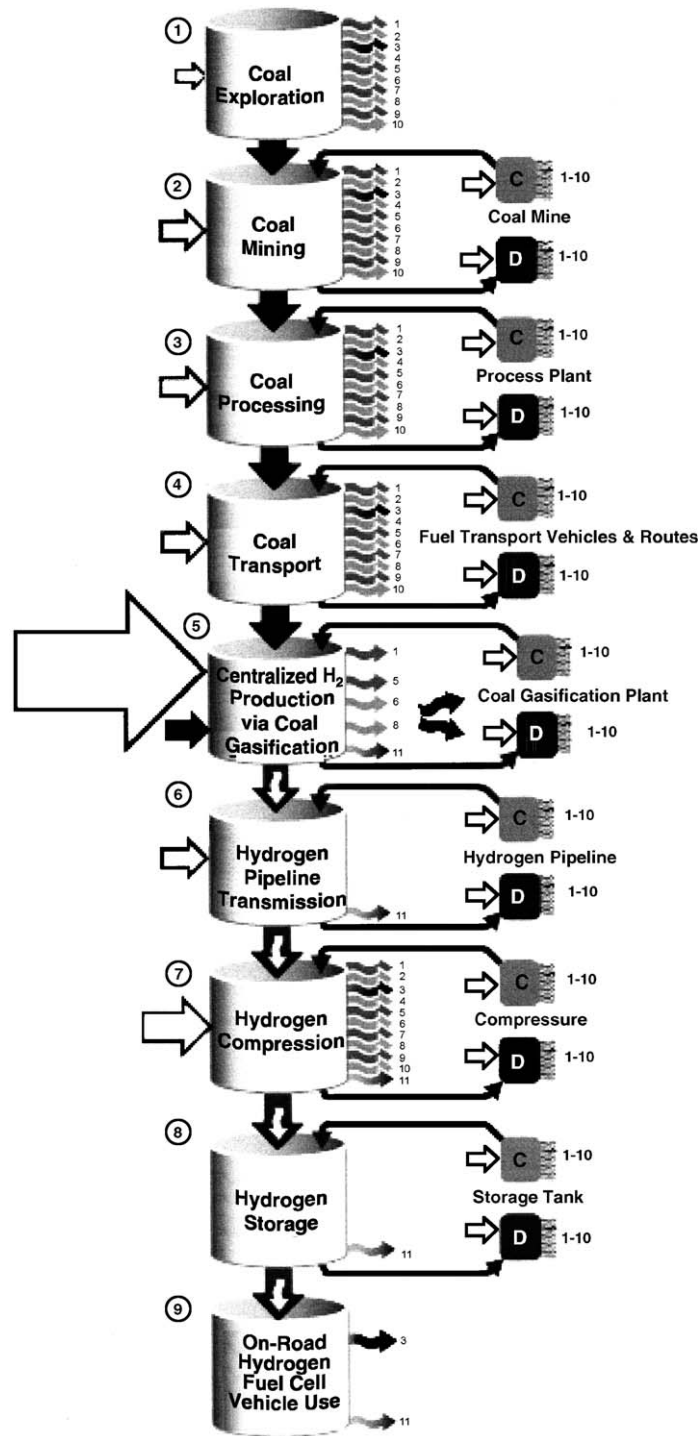 1
Coal
Exploration
1
2
3
4
5
6
7
8
9
10
2
Coal
Mining
1
2
3
4
5
6
7
8
9
10
C
1-10
Coal Mine
D
1-10
3
Coal
Processing
1
2
3
4
5
6
7
8
9
10
C
1-10
Process Plant
D
1-10
4
Coal
Transport
1
2
3
4
5
6
7
8
9
10
C
1-10
Fuel Transport Vehicles & Routes
D
1-10
5
Centralized H2
Production
via Coal
Gasification
1
5
6
8
11
C
1-10
Coal Gasification Plant
D
1-10
6
Hydrogen
Pipeline
Transmission
11
C
1-10
Hydrogen Pipeline
D
1-10
7
Hydrogen
Compression
1
2
3
4
5
6
7
8
9
10
11
C
1-10
Compressure
D
1-10
8
Hydrogen
Storage
11
C
1-10
Storage Tank
D
1-10
9
On-Road
Hydrogen
Fuel Cell
Vehicle Use
3
11